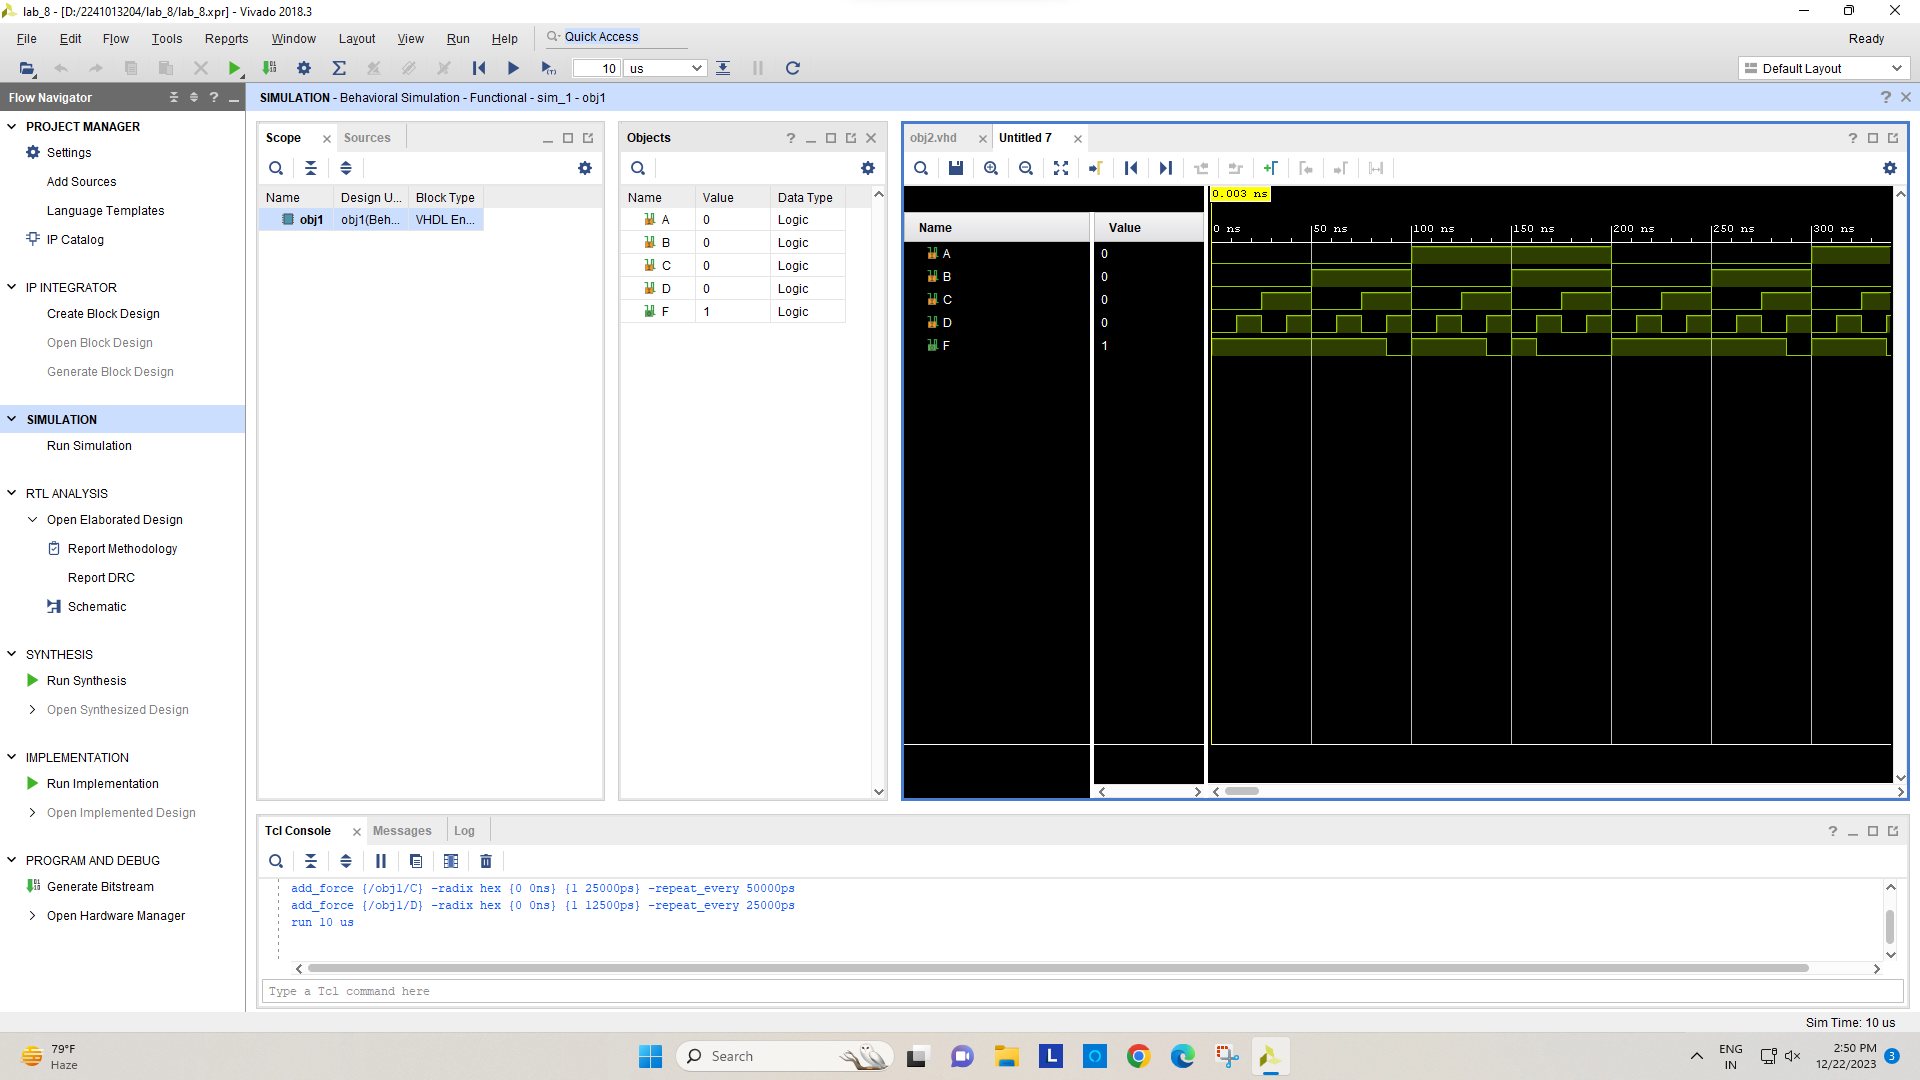 lab_8 - [D:/2241013204/lab_8/lab_8.xpr] - Vivado 2018.3
File Edit Flow Tools Reports Window Layout View Run Help Quick Access Ready
10 us Default Layout
Flow Navigator
PROJECT MANAGER
Settings
Add Sources
Language Templates
IP Catalog
IP INTEGRATOR
Create Block Design
Open Block Design
Generate Block Design
SIMULATION
Run Simulation
RTL ANALYSIS
Open Elaborated Design
Report Methodology
Report DRC
Schematic
SYNTHESIS
Run Synthesis
Open Synthesized Design
IMPLEMENTATION
Run Implementation
Open Implemented Design
PROGRAM AND DEBUG
Generate Bitstream
Open Hardware Manager
SIMULATION - Behavioral Simulation - Functional - sim_1 - obj1
Scope Sources
Name Design U... Block Type
obj1 obj1(Beh... VHDL En...
Objects
Name Value Data Type
A 0 Logic
B 0 Logic
C 0 Logic
D 0 Logic
F 1 Logic
obj2.vhd Untitled 7
0.003 ns
Name Value
0 ns 50 ns 100 ns 150 ns 200 ns 250 ns 300 ns
A 0
B 0
C 0
D 0
F 1
Tcl Console Messages Log
add_force {/obj1/C} -radix hex {0 0ns} {1 25000ps} -repeat_every 50000ps
add_force {/obj1/D} -radix hex {0 0ns} {1 12500ps} -repeat_every 25000ps
run 10 us
Type a Tcl command here
Sim Time: 10 us
79°F
Haze
Search
L
ENG
IN
2:50 PM
12/22/2023
3